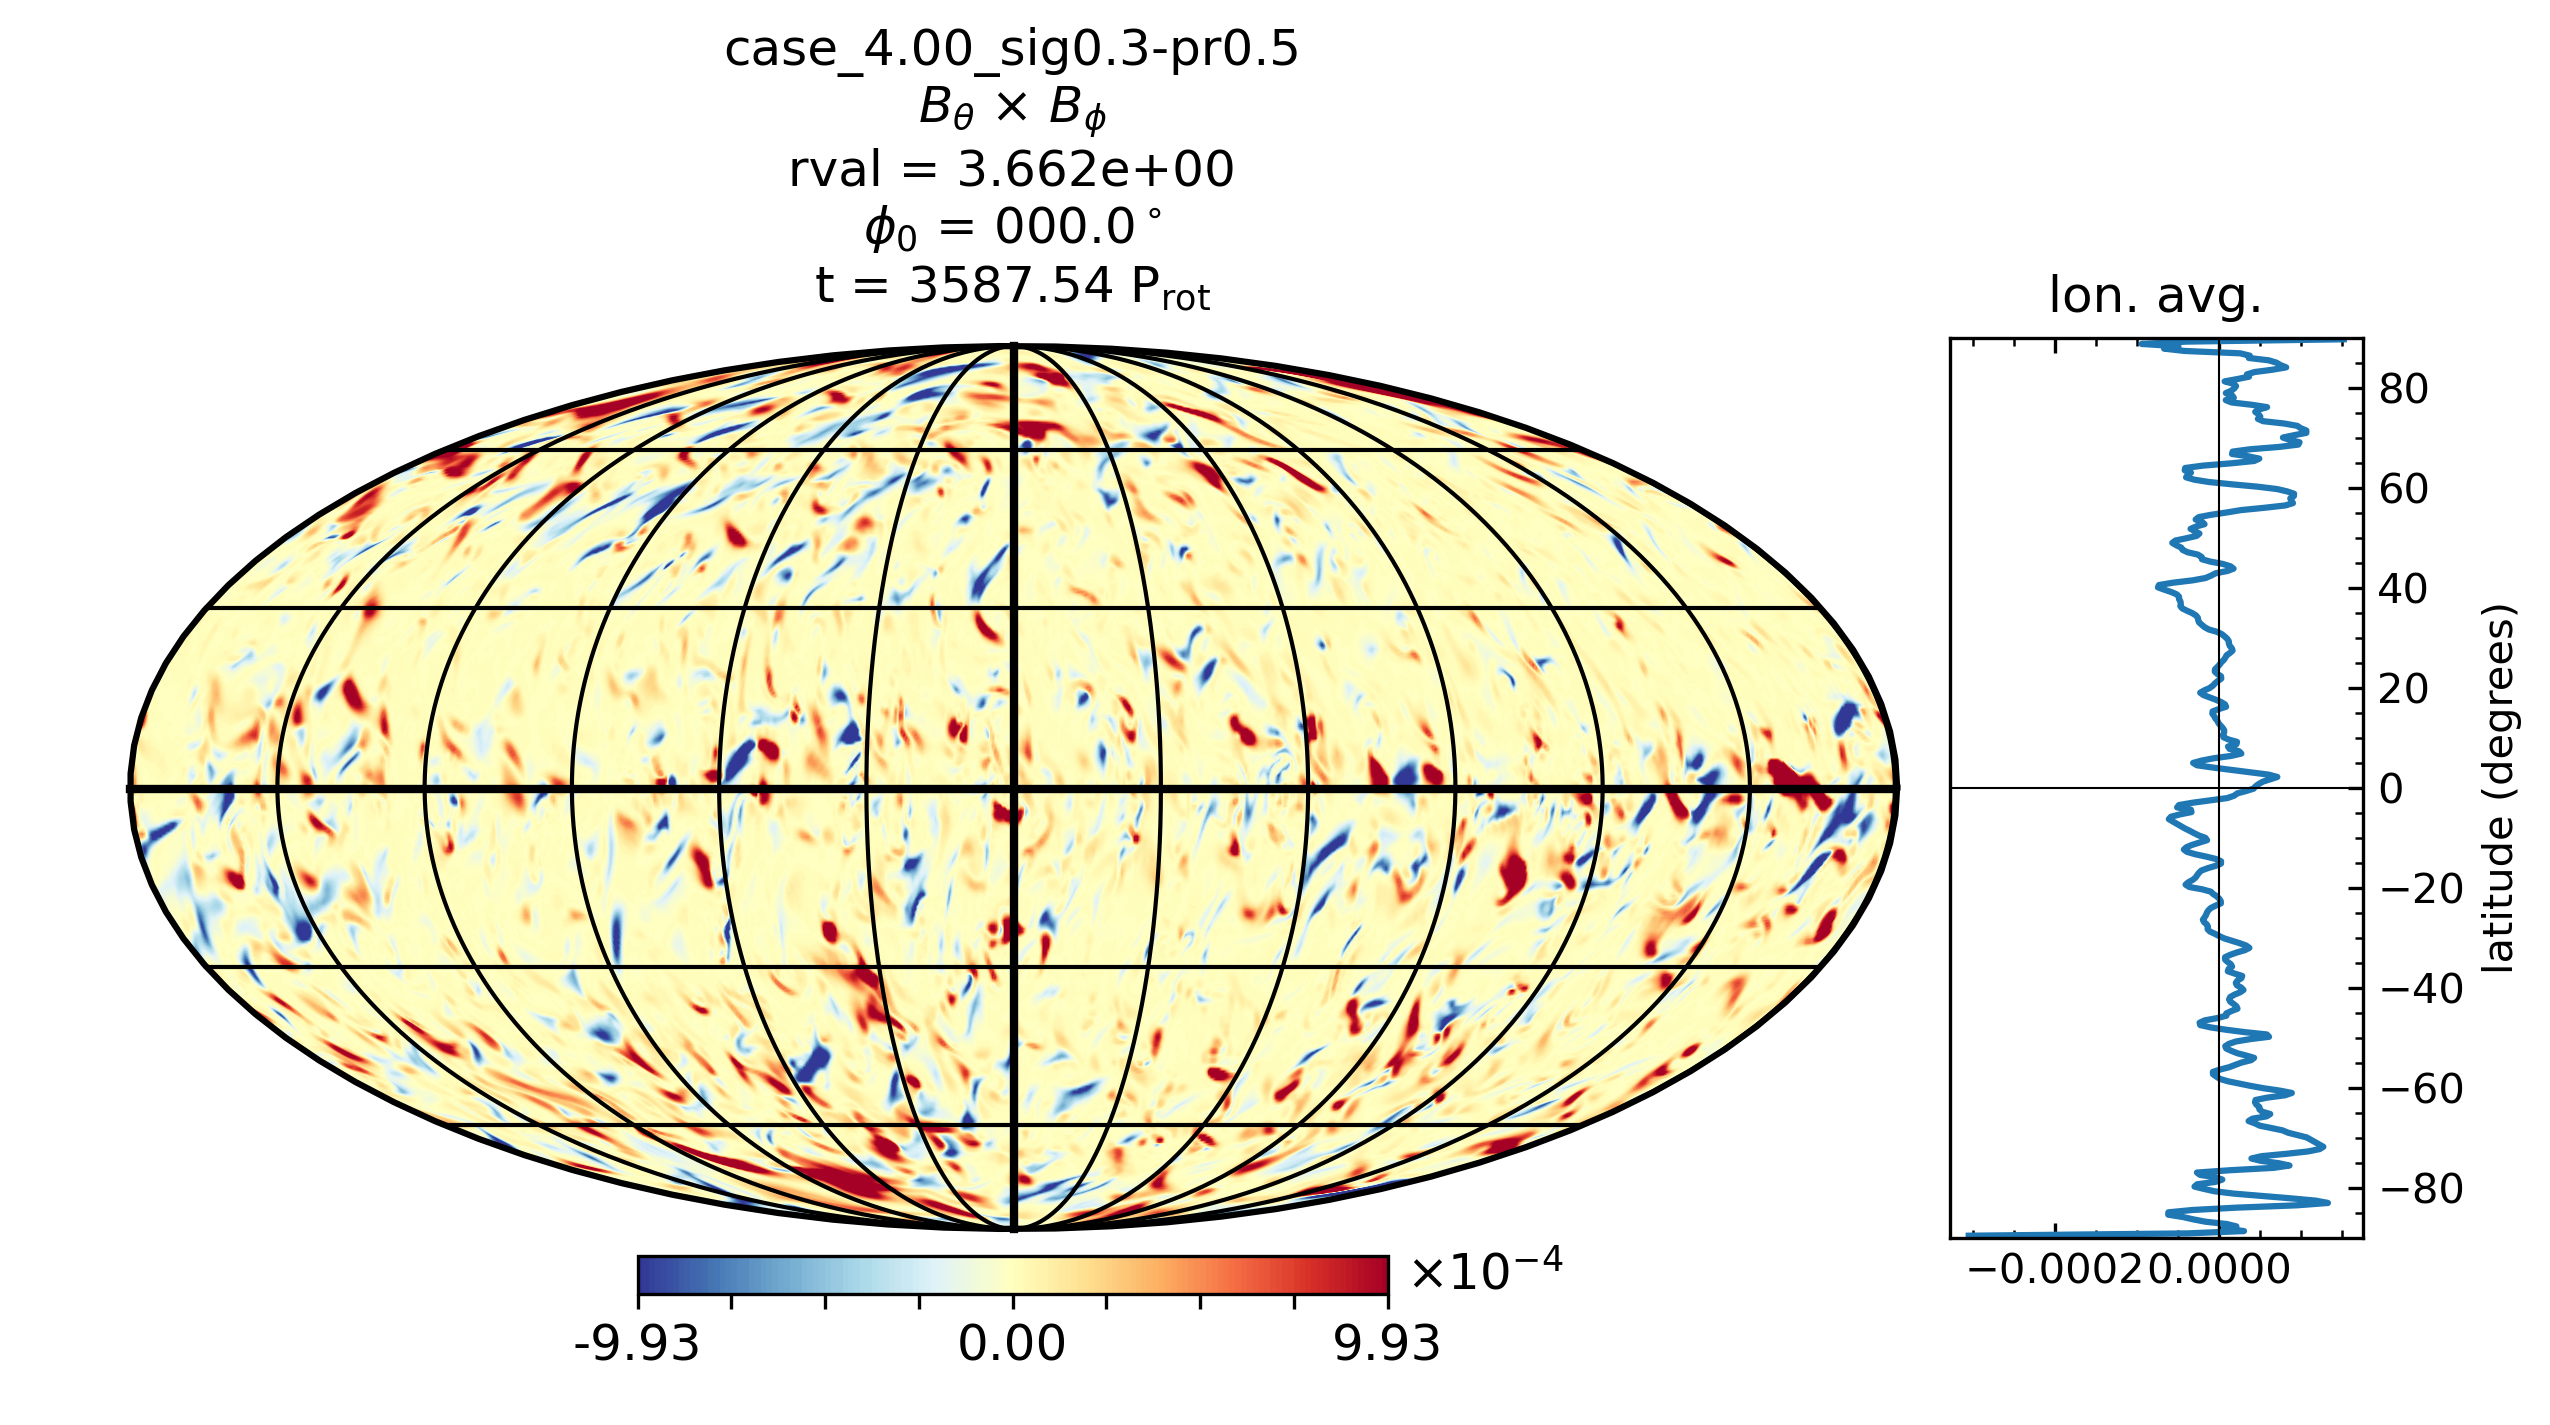 case_4.00_sig0.3-pr0.5
Bθ × Bϕ
rval = 3.662e+00
ϕ0 = 000.0°
t = 3587.54 Prot
lon. avg.
80
60
40
20
0
−20
−40
−60
−80
latitude (degrees)
−0.0002 0.0000
×10−4
-9.93 0.00 9.93